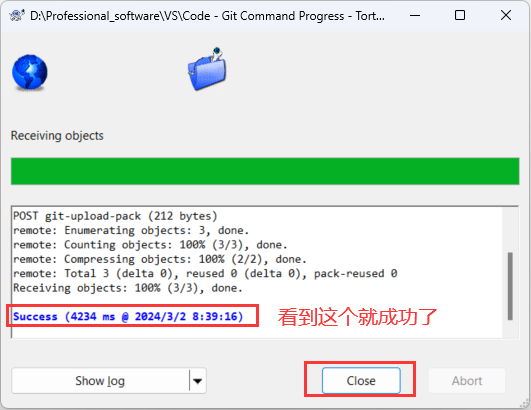 D:\Professional_software\VS\Code - Git Command Progress - Tort...
Receiving objects
POST git-upload-pack (212 bytes)
remote: Enumerating objects: 3, done.
remote: Counting objects: 100% (3/3), done.
remote: Compressing objects: 100% (2/2), done.
remote: Total 3 (delta 0), reused 0 (delta 0), pack-reused 0
Receiving objects: 100% (3/3), done.
Success (4234 ms @ 2024/3/2 8:39:16)
看到这个就成功了
Show log
Close
Abort